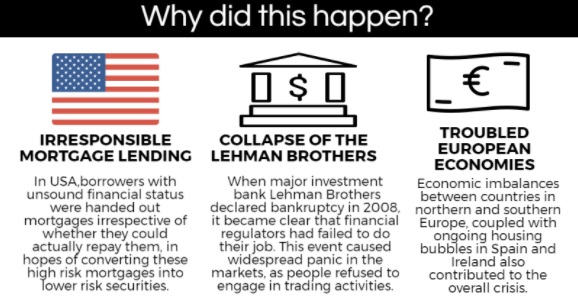 Why did this happen?
IRRESPONSIBLE
MORTGAGE LENDING
In USA,borrowers with
unsound financial status
were handed out
mortgages irrespective of
whether they could
actually repay them, in
hopes of converting these
high risk mortgages into
lower risk securities.
$
COLLAPSE OF THE
LEHMAN BROTHERS
When major investment
bank Lehman Brothers
declared bankruptcy in 2008,
it became clear that financial
regulators had failed to do
their job. This event caused
widespread panic in the
markets, as people refused to
engage in trading activities.
€
TROUBLED
EUROPEAN
ECONOMIES
Economic imbalances
between countries in
northern and southern
Europe, coupled with
ongoing housing
bubbles in Spain and
Ireland also
contributed to the
overall crisis.